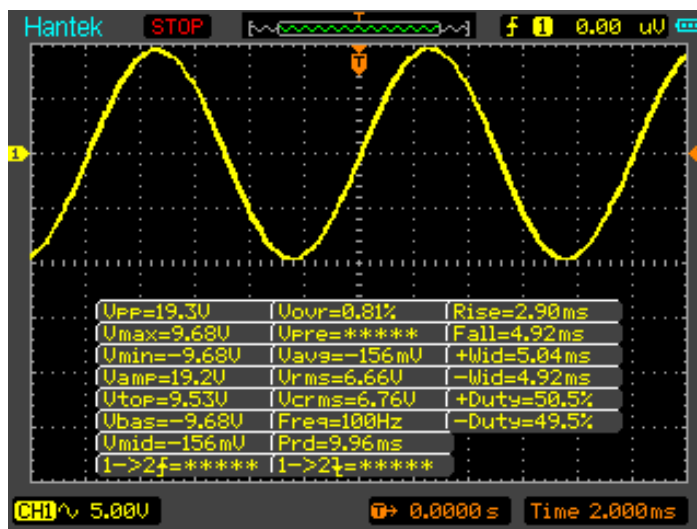 Hantek STOP T ƒ 1 0.00 uV
T
1
Vpp=19.3V Vovr=0.81% Rise=2.90ms
Vmax=9.68V Vpre=***** Fall=4.92ms
Vmin=-9.68V Vavg=-156mV +Wid=5.04ms
Vamp=19.2V Vrms=6.66V -Wid=4.92ms
Vtop=9.53V Vcrms=6.76V +Duty=50.5%
Vbas=-9.68V Freq=100Hz -Duty=49.5%
Vmid=-156mV Prd=9.96ms
1->2↑=***** 1->2↓=*****
CH1∿ 5.00V T→ 0.0000s Time 2.000ms